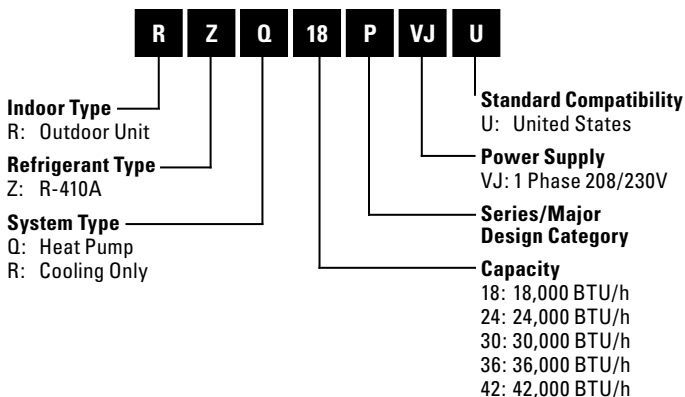 R Z Q 18 P VJ U
Indoor Type
R: Outdoor Unit
Refrigerant Type
Z: R-410A
System Type
Q: Heat Pump
R: Cooling Only
Standard Compatibility
U: United States
Power Supply
VJ: 1 Phase 208/230V
Series/Major
Design Category
Capacity
18: 18,000 BTU/h
24: 24,000 BTU/h
30: 30,000 BTU/h
36: 36,000 BTU/h
42: 42,000 BTU/h